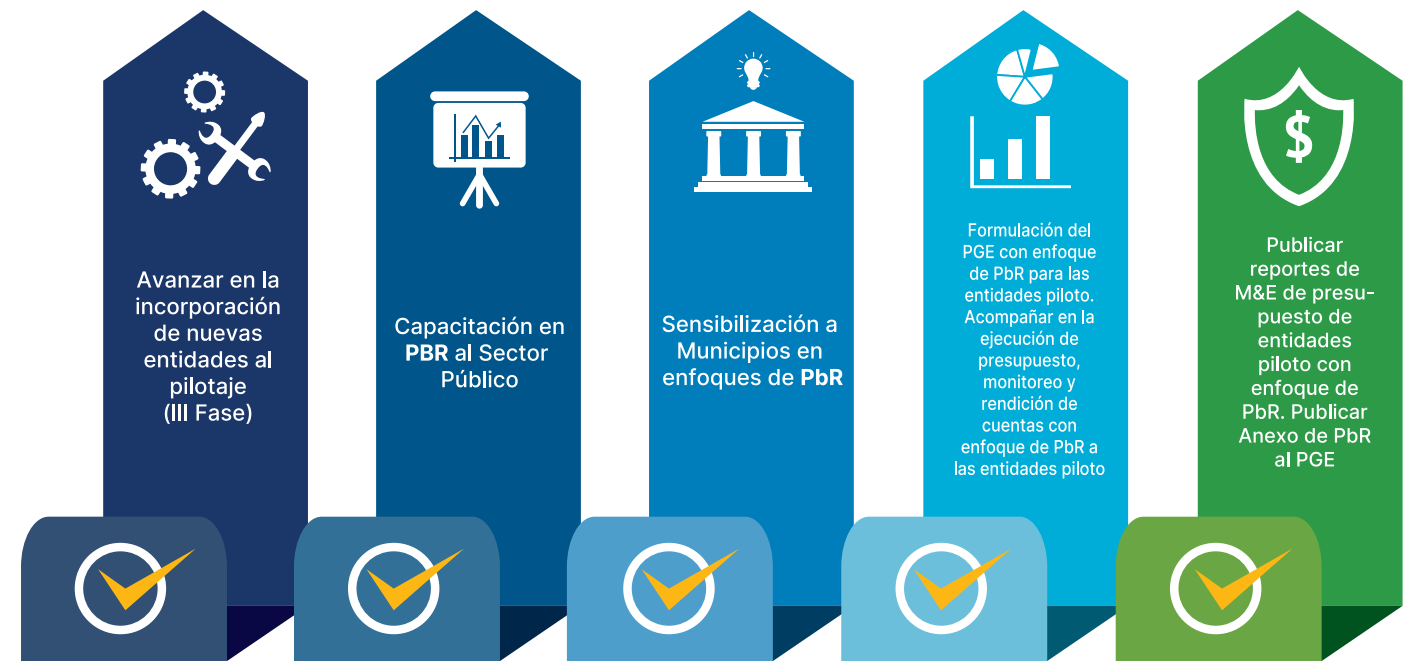 Avanzar en la
incorporación
de nuevas
entidades al
pilotaje
(III Fase)
Capacitación en
PBR al Sector
Público
Sensibilización a
Municipios en
enfoques de PbR
Formulación del
PGE con enfoque
de PbR para las
entidades piloto.
Acompañar en la
ejecución de
presupuesto,
monitoreo y
rendición de
cuentas con
enfoque de PbR a
las entidades piloto
$
Publicar
reportes de
M&E de presu-
puesto de
entidades
piloto con
enfoque de
PbR. Publicar
Anexo de PbR
al PGE